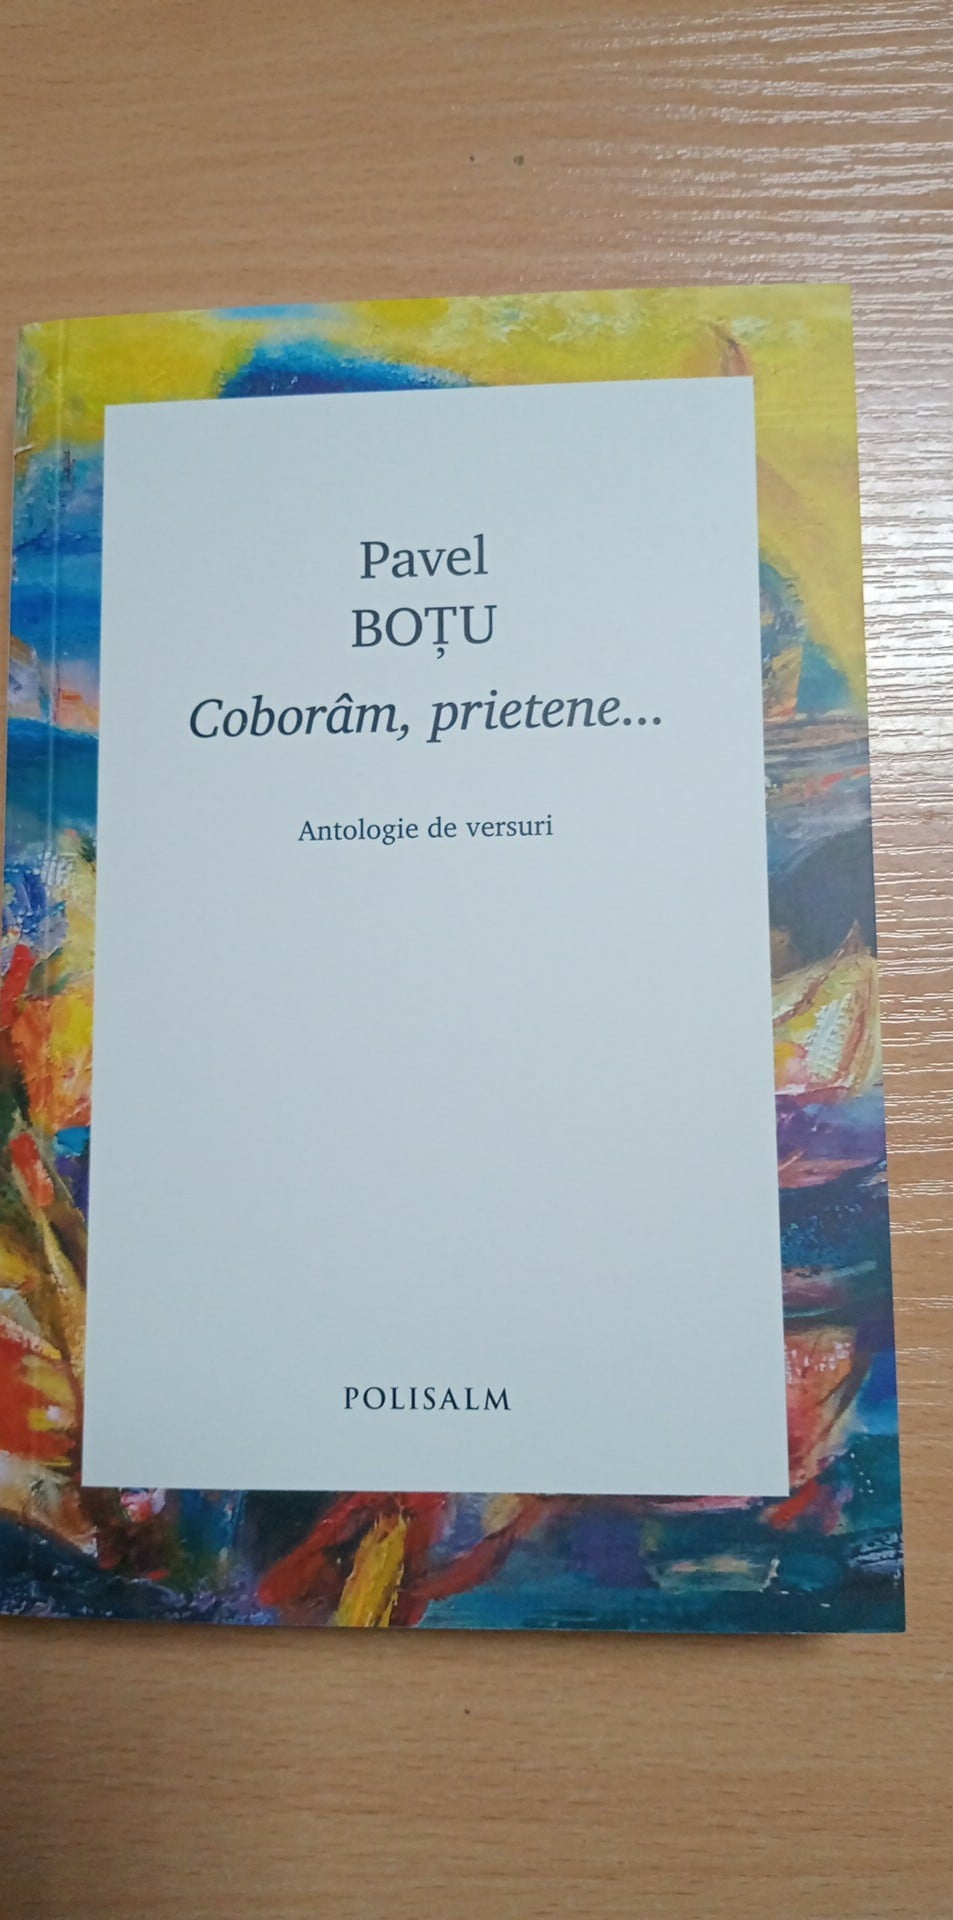 Pavel
BOȚU
Coborâm, prietene...
Antologie de versuri
POLISALM